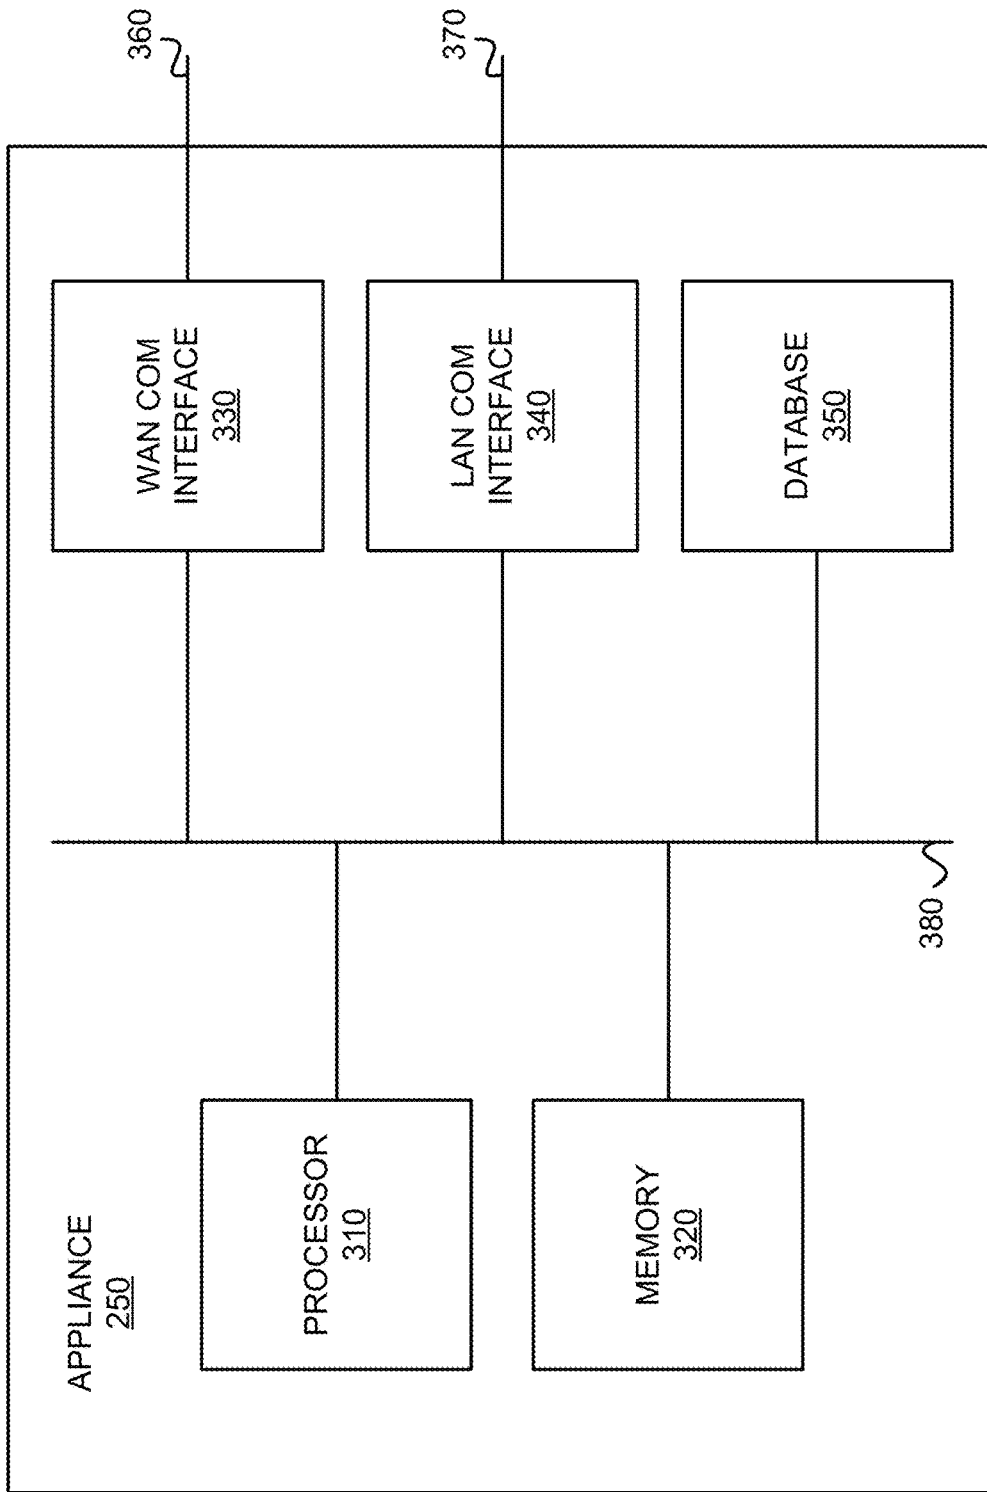 APPLIANCE
250
PROCESSOR
310
MEMORY
320
WAN COM
INTERFACE
330
LAN COM
INTERFACE
340
DATABASE
350
360
370
380